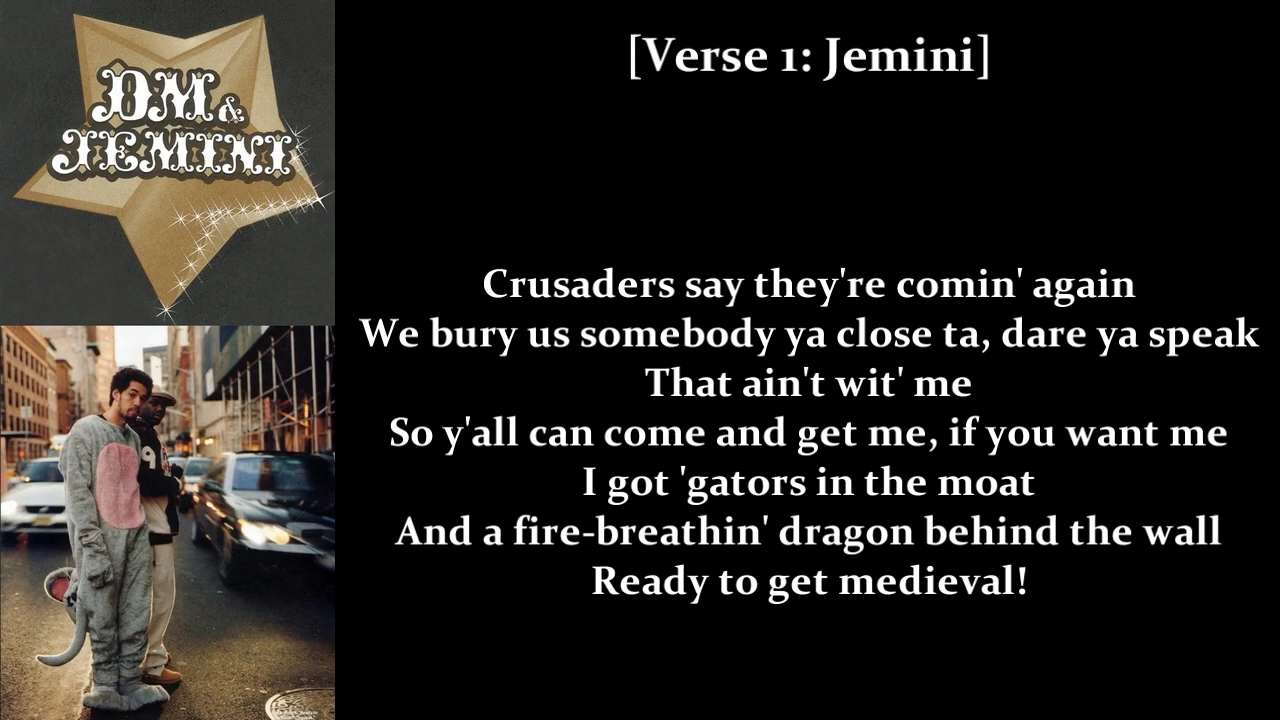 DM &
JEMINI
[Verse 1: Jemini]
Crusaders say they're comin' again
We bury us somebody ya close ta, dare ya speak
That ain't wit' me
So y'all can come and get me, if you want me
I got 'gators in the moat
And a fire-breathin' dragon behind the wall
Ready to get medieval!